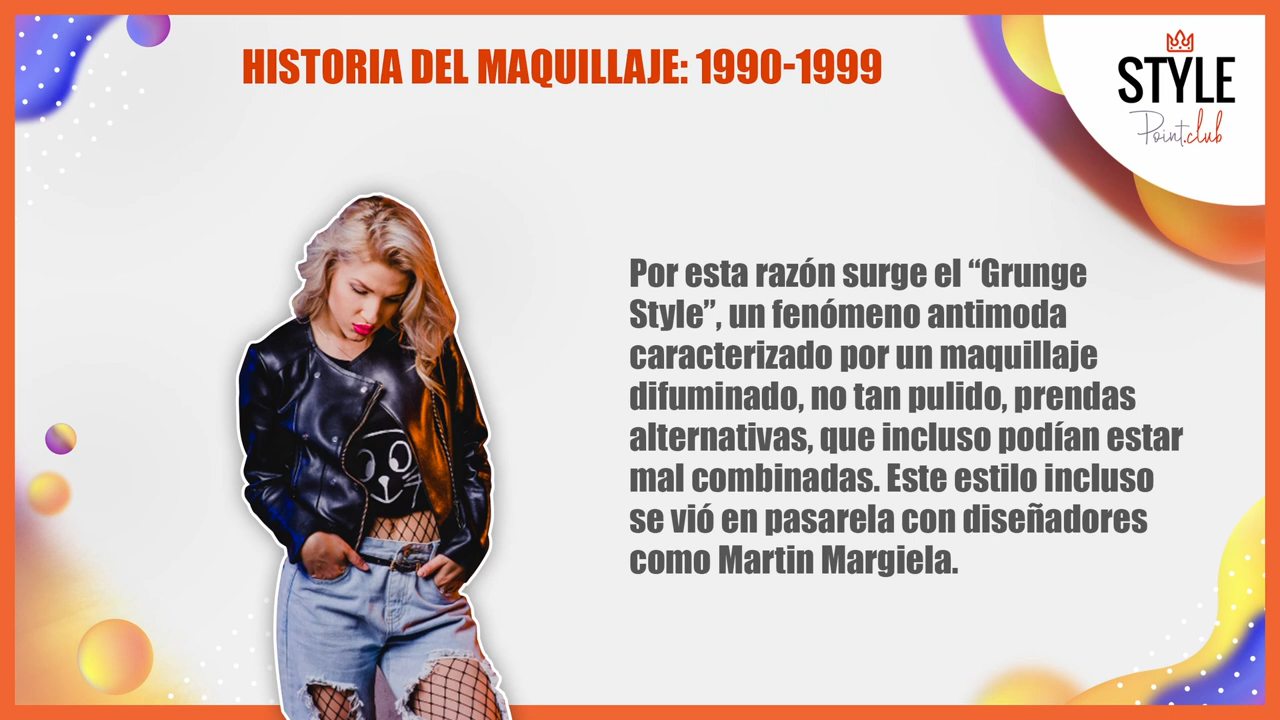 HISTORIA DEL MAQUILLAJE: 1990-1999
STYLE
Point.club
Por esta razón surge el “Grunge
Style”, un fenómeno antimoda
caracterizado por un maquillaje
difuminado, no tan pulido, prendas
alternativas, que incluso podían estar
mal combinadas. Este estilo incluso
se vió en pasarela con diseñadores
como Martin Margiela.